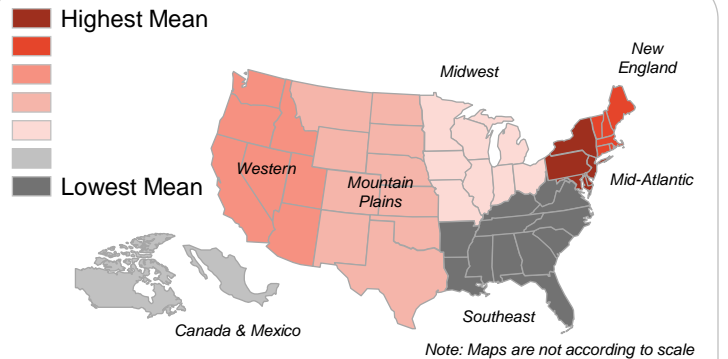 Highest Mean
Lowest Mean
New
England
Midwest
Western
Mountain
Plains
Mid-Atlantic
Southeast
Canada & Mexico
Note: Maps are not according to scale